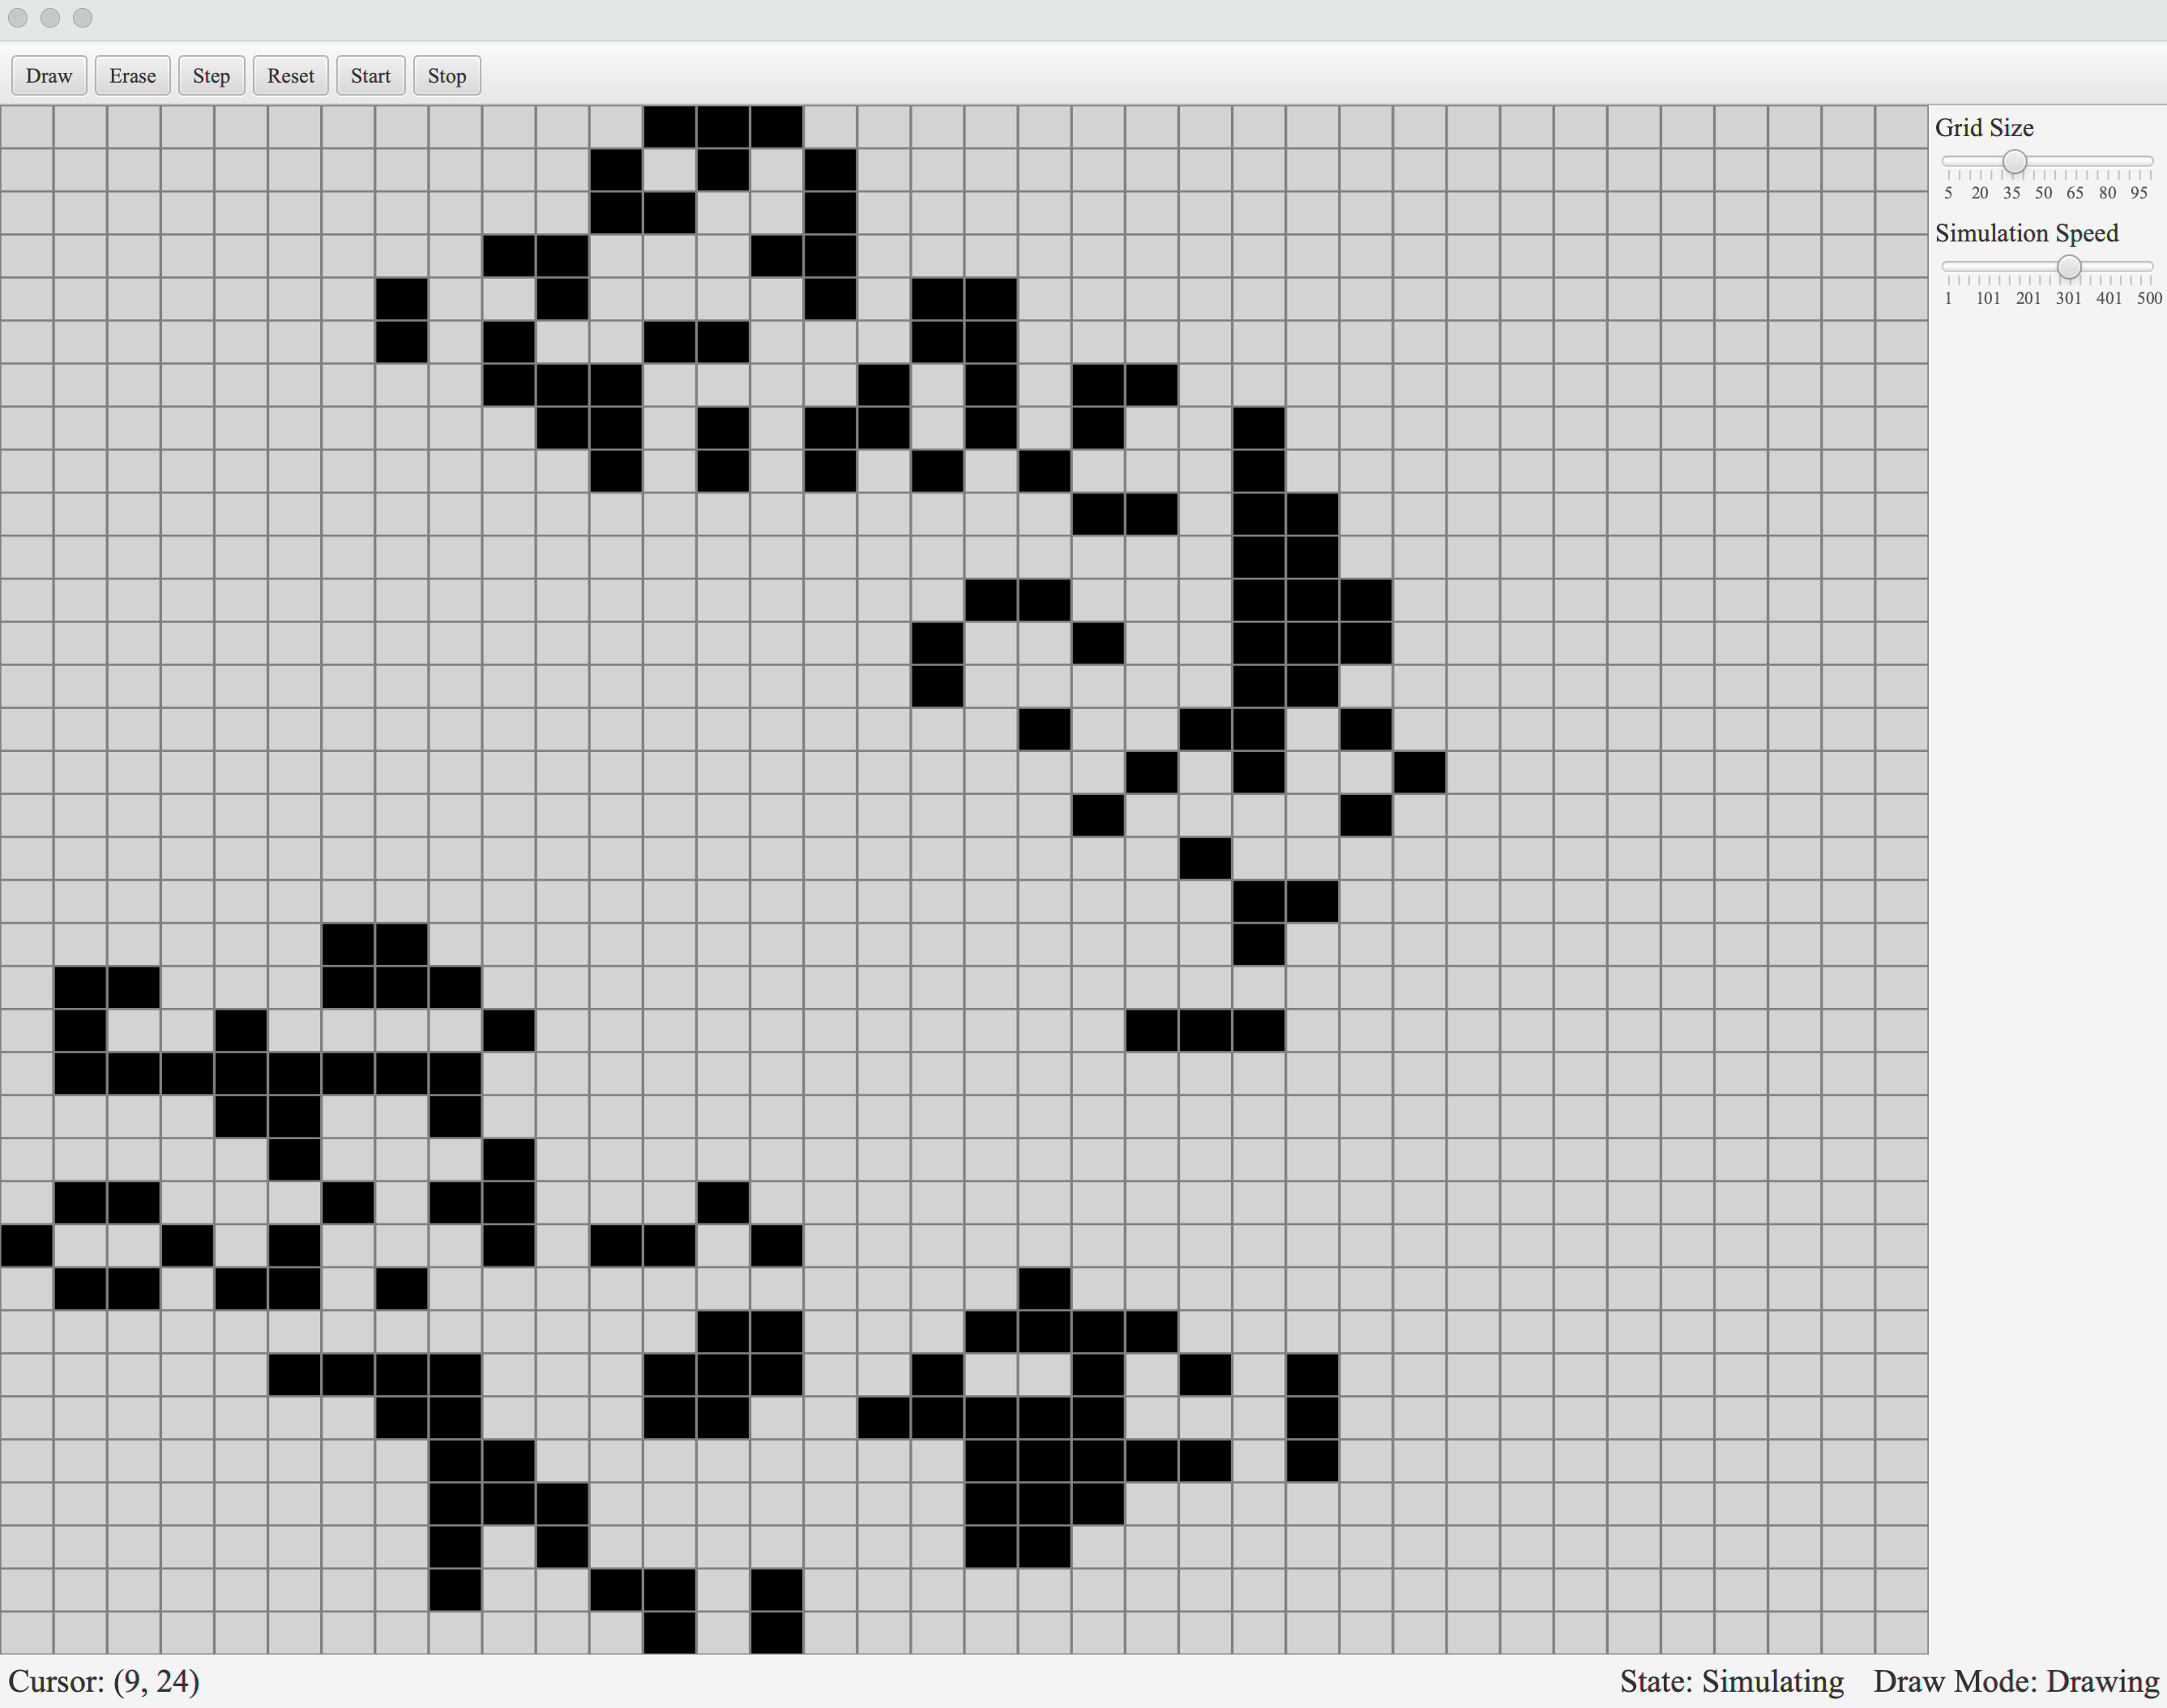 Draw Erase Step Reset Start Stop
Grid Size
5 20 35 50 65 80 95
Simulation Speed
1 101 201 301 401 500
Cursor: (9, 24) State: Simulating Draw Mode: Drawing